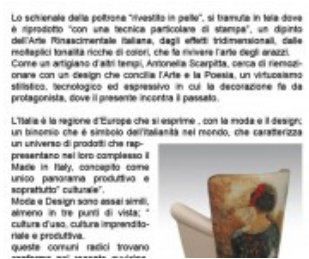 Lo schienale della poltrona "rivestito in pelle", si tramuta in tela dove
è riprodotto "con una tecnica particolare di stampa", un dipinto
dell'Arte Rinascimentale Italiana, dagli effetti tridimensionali, dalle
molteplici tonalità ricche di colori, che fa rivivere l'arte degli arazzi.
Come un artigiano d'altri tempi, Antonella Scarpitta, cerca di riemozi-
onare con un design che concilia l'Arte e la Poesia, un virtuosismo
stilistico, tecnologico ed espressivo in cui la decorazione fa da
protagonista, dove il presente incontra il passato.
L'Italia è la regione d'Europa che si esprime , con la moda e il design;
un binomio che è simbolo dell'italianità nel mondo, che caratterizza
un universo di prodotti che rap-
presentano nel loro complesso il
Made in Italy, concepito come
unico panorama produttivo e
soprattutto" culturale".
Moda e Design sono assai simili,
almeno in tre punti di vista; "
cultura d'uso, cultura imprendito-
riale e produttiva.
queste comuni radici trovano